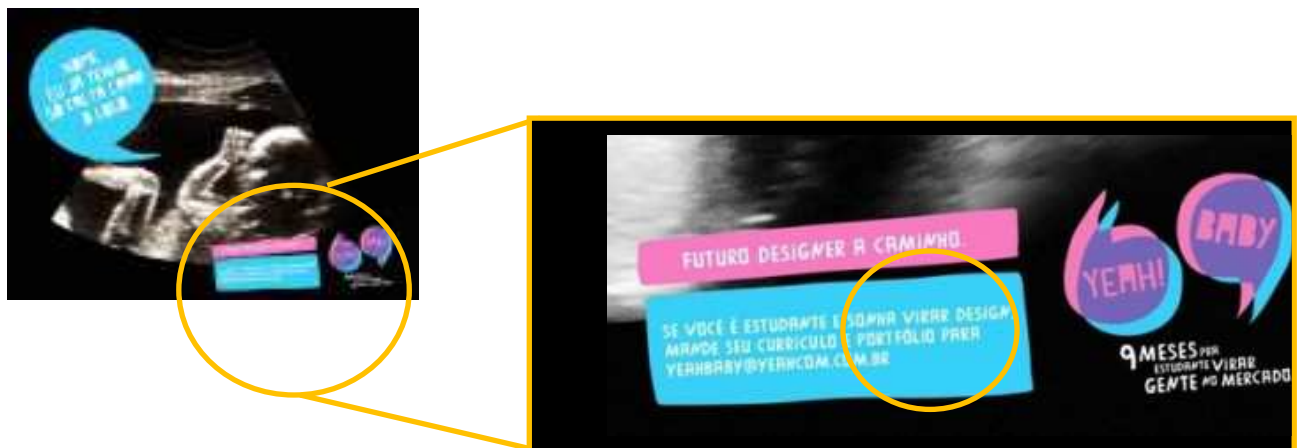 FUTURO DESIGNER A CAMINHO.
SE VOCÊ É ESTUDANTE E SONHA VIRAR DESIGN
MANDE SEU CURRÍCULO E PORTFÓLIO PARA
YEAHBABY@YEAHCOM.COM.BR
YEAH!
BABY
9 MESES PRA
ESTUDANTE VIRAR
GENTE NO MERCADO